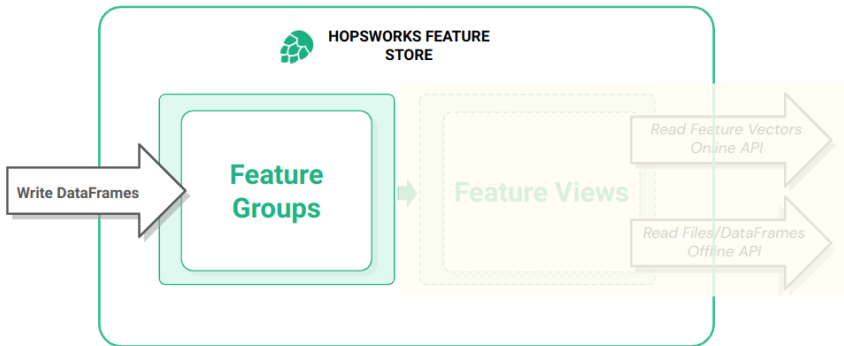 HOPSWORKS FEATURE
STORE
Write DataFrames
Feature
Groups
Feature Views
Read Feature Vectors
Online API
Read Files/DataFrames
Offline API